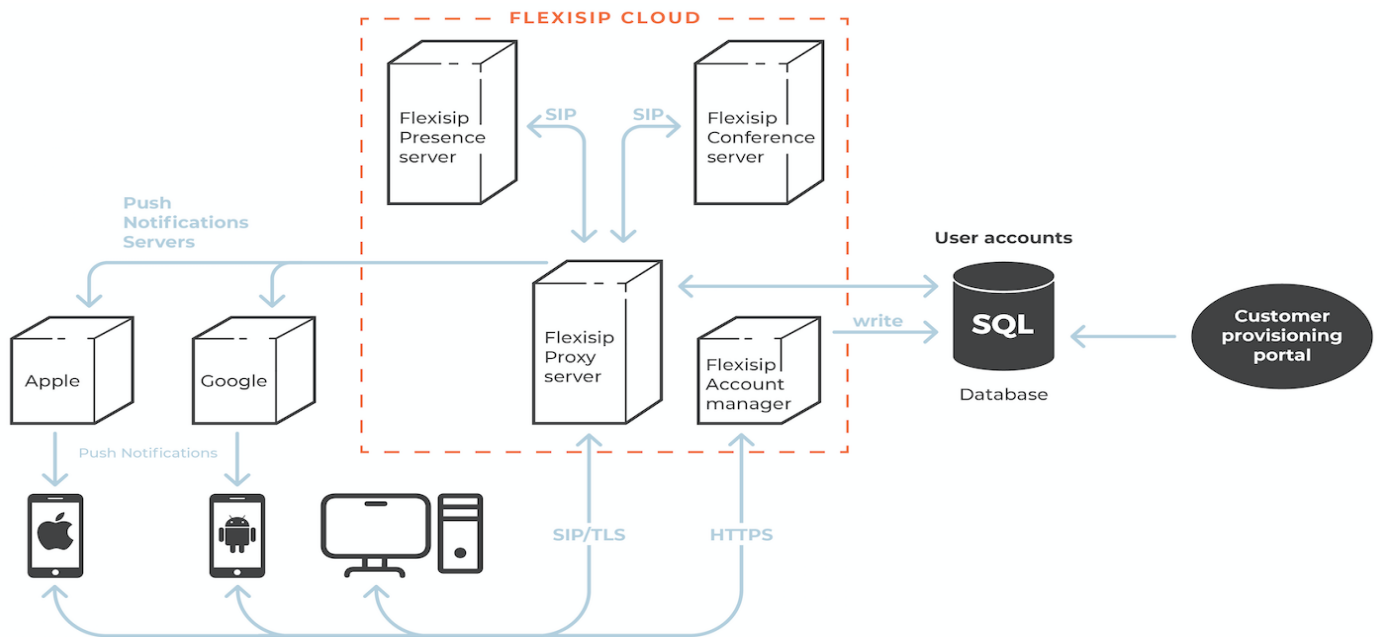 FLEXISIP CLOUD
Flexisip
Presence
server
SIP
SIP
Flexisip
Conference
server
Push
Notifications
Servers
User accounts
SQL
Database
Customer
provisioning
portal
write
Flexisip
Proxy
server
Flexisip
Account
manager
Apple
Google
Push Notifications
SIP/TLS
HTTPS